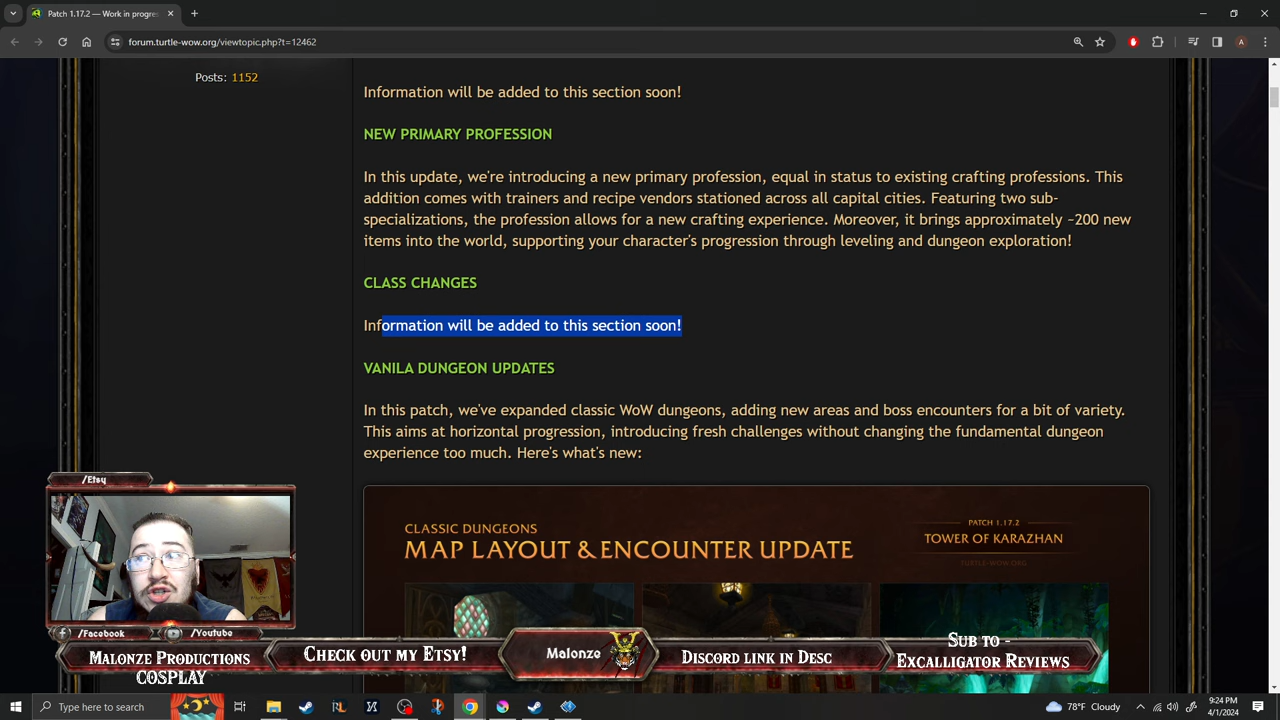 Patch 1.17.2 — Work in progres
forum.turtle-wow.org/viewtopic.php?t=12462
A
Posts: 1152
Information will be added to this section soon!
NEW PRIMARY PROFESSION
In this update, we're introducing a new primary profession, equal in status to existing crafting professions. This
addition comes with trainers and recipe vendors stationed across all capital cities. Featuring two sub-
specializations, the profession allows for a new crafting experience. Moreover, it brings approximately ~200 new
items into the world, supporting your character's progression through leveling and dungeon exploration!
CLASS CHANGES
Information will be added to this section soon!
VANILA DUNGEON UPDATES
In this patch, we've expanded classic WoW dungeons, adding new areas and boss encounters for a bit of variety.
This aims at horizontal progression, introducing fresh challenges without changing the fundamental dungeon
experience too much. Here's what's new:
CLASSIC DUNGEONS
MAP LAYOUT & ENCOUNTER UPDATE
PATCH 1.17.2
TOWER OF KARAZHAN
TURTLE-WOW.ORG
/Etsy
/Facebook
/Youtube
Malonze Productions
COSPLAY
Check out my Etsy!
Malonze
Discord link in Desc
Sub to -
Excalligator Reviews
Type here to search
78°F Cloudy
9:24 PM
4/1/2024